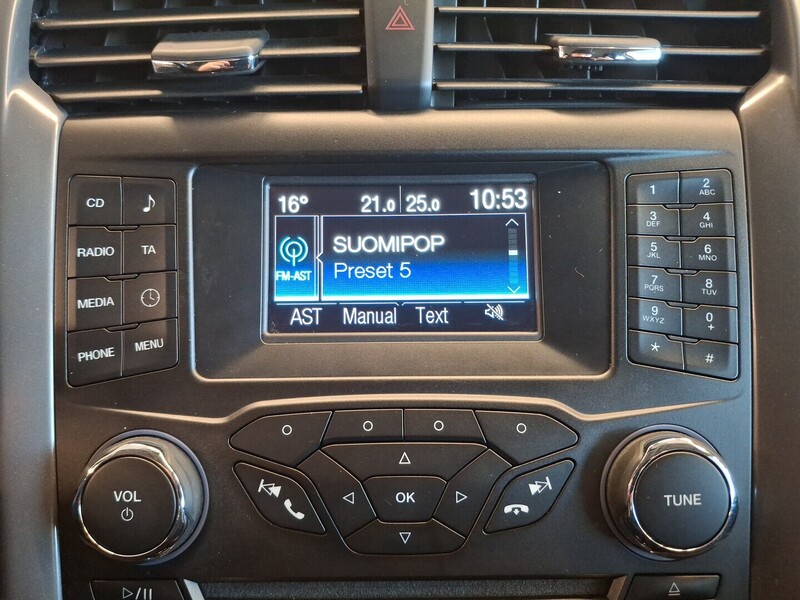 16° 21.0 25.0 10:53
FM-AST
SUOMIPOP
Preset 5
AST Manual Text
CD
RADIO TA
MEDIA
PHONE MENU
1 2 ABC
3 DEF 4 GHI
5 JKL 6 MNO
7 PQRS 8 TUV
9 WXYZ 0 +
* #
VOL
OK
TUNE